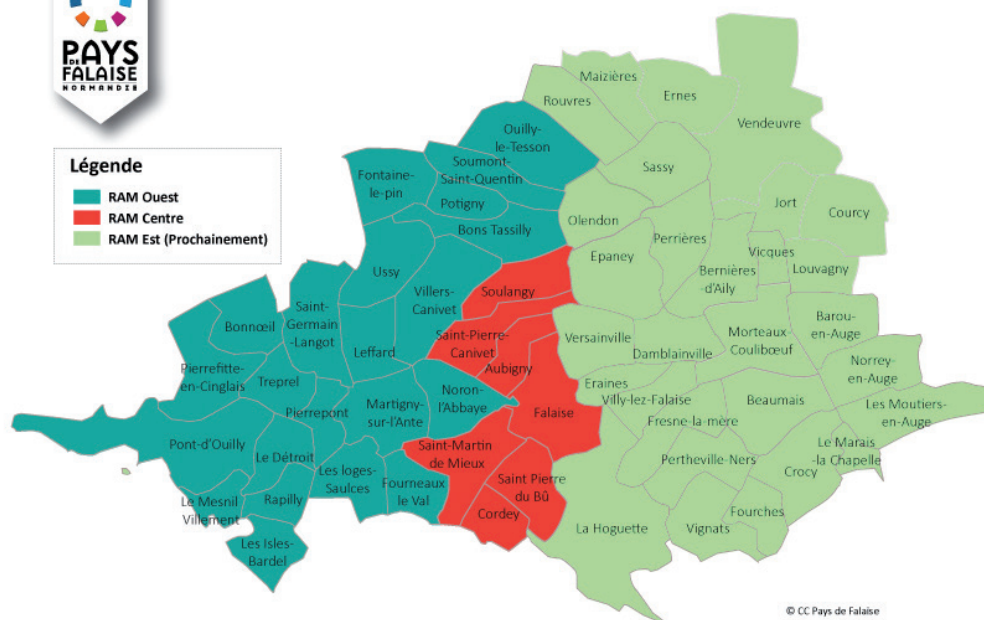 PAYS
DE
FALAISE
NORMANDIE
Légende
RAM Ouest
RAM Centre
RAM Est (Prochainement)
Maizières
Rouvres
Ernes
Vendeuvre
Ouilly-
le-Tesson
Soumont-
Saint-Quentin
Sassy
Fontaine-
le-pin
Potigny
Jort
Courcy
Olendon
Bons Tassilly
Perrières
Epaney
Vicques
Bernières
-d'Aily
Louvagny
Ussy
Villers-
Canivet
Soulangy
Saint-
Germain
-Langot
Bonnœil
Barou-
en-Auge
Versainville
Saint-Pierre-
Canivet
Morteaux-
Coulibœuf
Leffard
Damblainville
Norrey-
en-Auge
Pierrefitte-
en-Cinglais
Aubigny
Treprel
Eraines
Noron-
l'Abbaye
Villy-lez-Falaise
Beaumais
Martigny-
sur-l'Ante
Les Moutiers-
en-Auge
Pierrepont
Falaise
Fresne-la-mère
Pont-d'Ouilly
Saint-Martin
de Mieux
Le Marais
-la Chapelle
Le Détroit
Pertheville-Ners
Les loges-
Saulces
Crocy
Saint Pierre
du Bû
Fourneaux
le Val
Rapilly
Le Mesnil
Villement
Cordey
Fourches
La Hoguette
Vignats
Les Isles-
Bardel
© CC Pays de Falaise